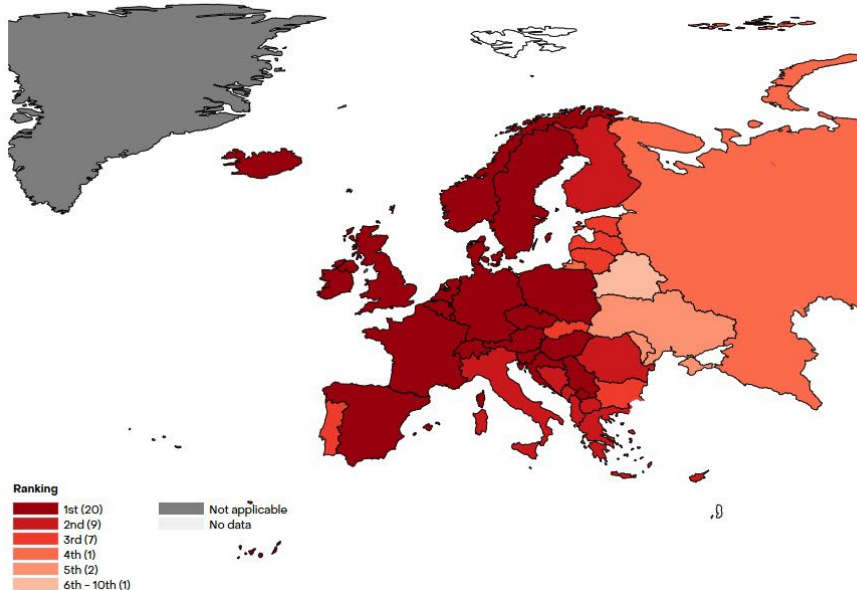 Ranking
1st (20)
2nd (9)
3rd (7)
4th (1)
5th (2)
6th - 10th (1)
Not applicable
No data